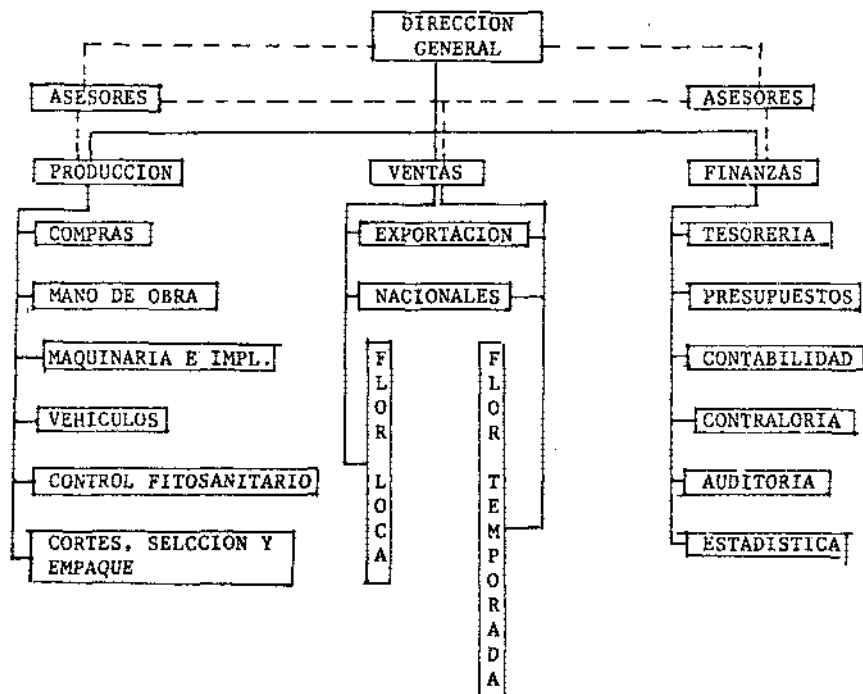 DIRECCION
GENERAL
ASESORES
ASESORES
PRODUCCION
VENTAS
FINANZAS
COMPRAS
MANO DE OBRA
MAQUINARIA E IMPL.
VEHICULOS
CONTROL FITOSANITARIO
CORTES, SELCCION Y
EMPAQUE
EXPORTACION
NACIONALES
FLOR LOCA
FLOR TEMPORADA
TESORERIA
PRESUPUESTOS
CONTABILIDAD
CONTRALORIA
AUDITORIA
ESTADISTICA